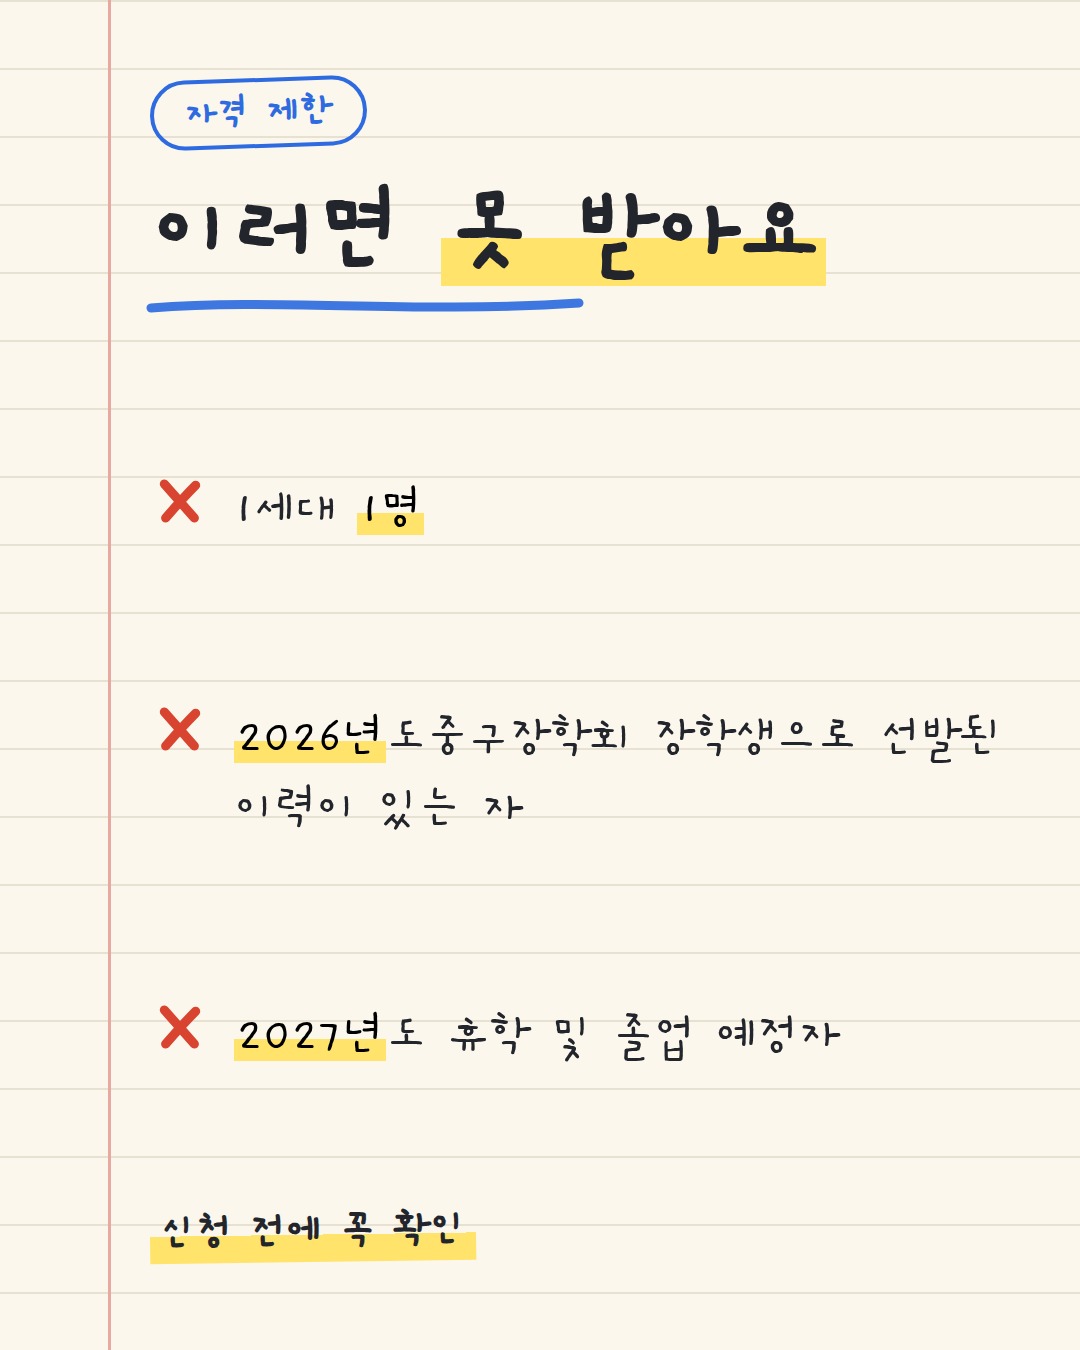 자격 제한
이러면 못 받아요
1세대 1명
2026년도중구장학회 장학생으로 선발된
이력이 있는 자
2027년도 휴학 및 졸업 예정자
신청 전에 꼭 확인